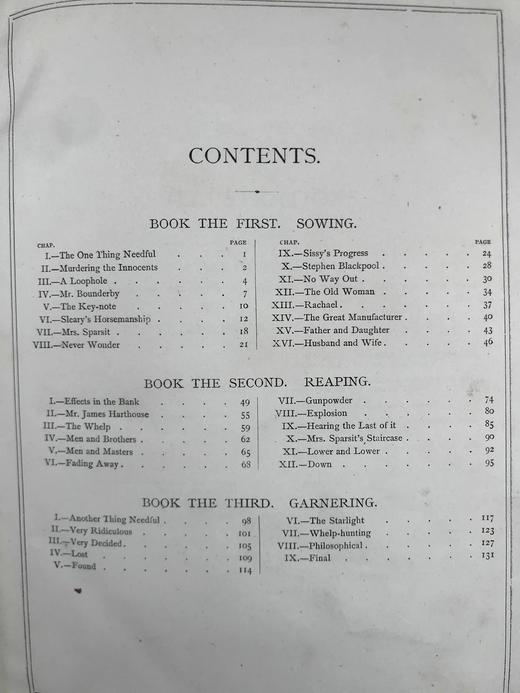 CONTENTS.
BOOK THE FIRST. SOWING.
CHAP. PAGE
I.—The One Thing Needful . . . 1
II.—Murdering the Innocents . . . 2
III.—A Loophole . . . . . 4
IV.—Mr. Bounderby . . . . 7
V.—The Key-note . . . . 10
VI.—Sleary's Horsemanship . . . 12
VII.—Mrs. Sparsit . . . . . 18
VIII.—Never Wonder . . . . 21
CHAP. PAGE
IX.—Sissy's Progress . . . . . 24
X.—Stephen Blackpool . . . . . 28
XI.—No Way Out . . . . . 30
XII.—The Old Woman . . . . . 34
XIII.—Rachael . . . . . . 37
XIV.—The Great Manufacturer . . . . 40
XV.—Father and Daughter . . . . 43
XVI.—Husband and Wife . . . . . 46
BOOK THE SECOND. REAPING.
I.—Effects in the Bank . . . . 49
II.—Mr. James Harthouse . . . . 55
III.—The Whelp . . . . . 59
IV.—Men and Brothers . . . . 62
V.—Men and Masters . . . . 65
VI.—Fading Away . . . . . 68
VII.—Gunpowder . . . . . 74
VIII.—Explosion . . . . . 80
IX.—Hearing the Last of it . . . . 85
X.—Mrs. Sparsit's Staircase . . . . 90
XI.—Lower and Lower . . . . . 92
XII.—Down . . . . . . 95
BOOK THE THIRD. GARNERING.
I.—Another Thing Needful . . . . 98
II.—Very Ridiculous . . . . 101
III.—Very Decided . . . . . 105
IV.—Lost . . . . . . 109
V.—Found . . . . . . 114
VI.—The Starlight . . . . . 117
VII.—Whelp-hunting . . . . . 123
VIII.—Philosophical . . . . . 127
IX.—Final . . . . . . 131